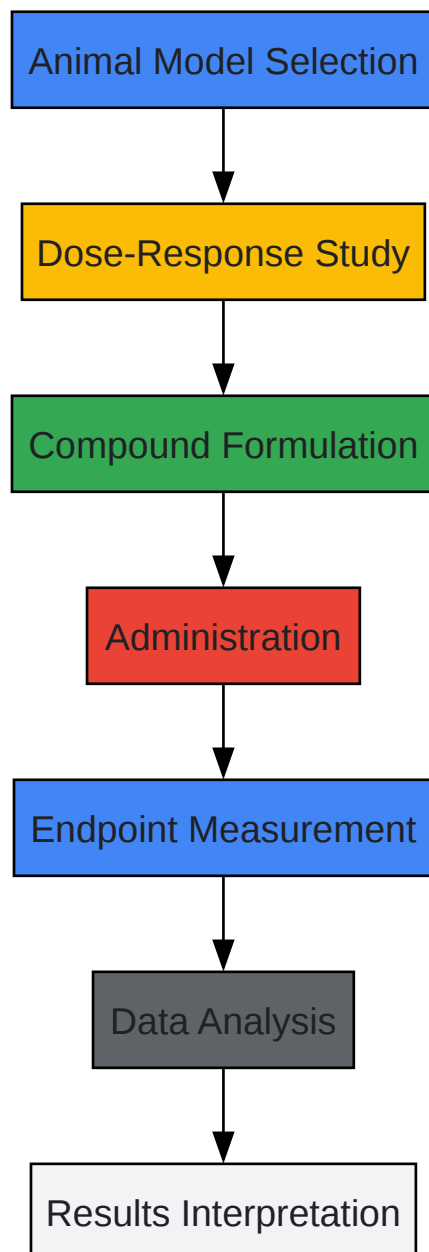 Animal Model Selection
Dose-Response Study
Compound Formulation
Administration
Endpoint Measurement
Data Analysis
Results Interpretation